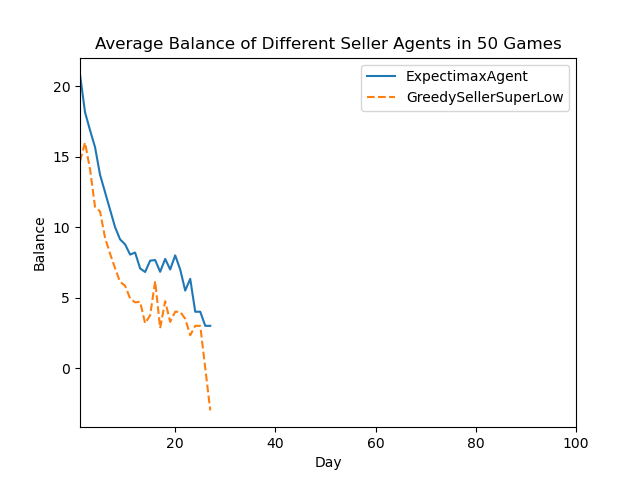 Average Balance of Different Seller Agents in 50 Games
ExpectimaxAgent
GreedySellerSuperLow
20
15
10
5
0
Balance
20 40 60 80 100
Day